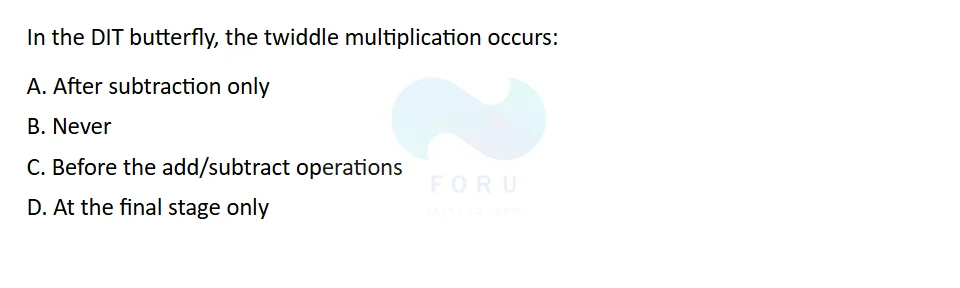 In the DIT butterfly, the twiddle multiplication occurs:
A. After subtraction only
B. Never
C. Before the add/subtract operations
D. At the final stage only
FORU